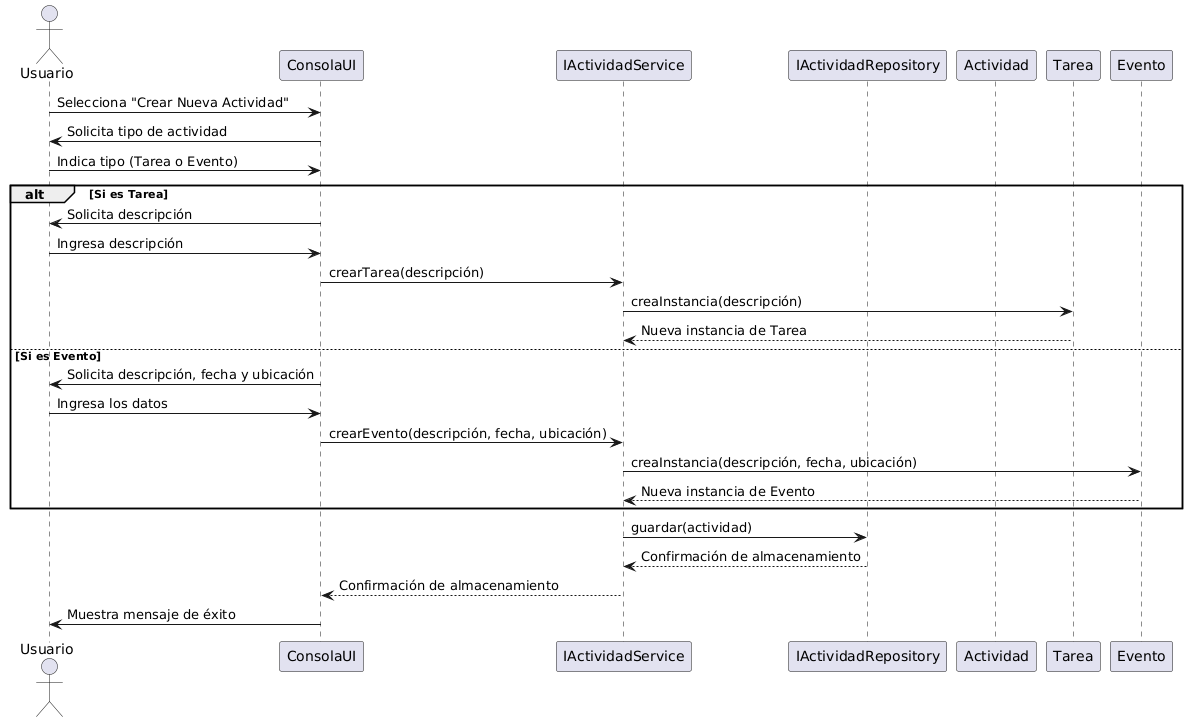 Usuario
ConsolaUI
IActividadService
IActividadRepository
Actividad
Tarea
Evento
Selecciona "Crear Nueva Actividad"
Solicita tipo de actividad
Indica tipo (Tarea o Evento)
alt
[Si es Tarea]
Solicita descripción
Ingresa descripción
crearTarea(descripción)
creaInstancia(descripción)
Nueva instancia de Tarea
[Si es Evento]
Solicita descripción, fecha y ubicación
Ingresa los datos
crearEvento(descripción, fecha, ubicación)
creaInstancia(descripción, fecha, ubicación)
Nueva instancia de Evento
guardar(actividad)
Confirmación de almacenamiento
Confirmación de almacenamiento
Muestra mensaje de éxito
Usuario
ConsolaUI
IActividadService
IActividadRepository
Actividad
Tarea
Evento